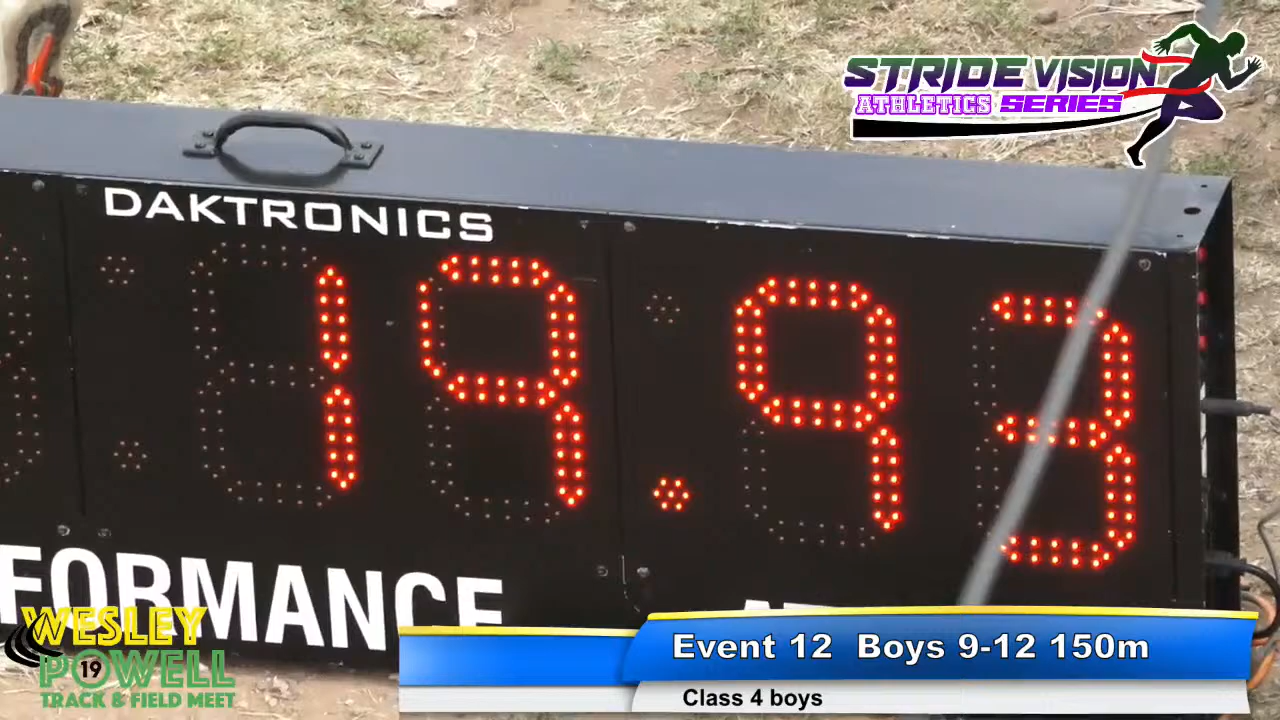 STRIDE VISION
ATHLETICS SERIES
DAKTRONICS
19.93
FORMANCE
WESLEY
POWELL
19
TRACK & FIELD MEET
Event 12 Boys 9-12 150m
Class 4 boys